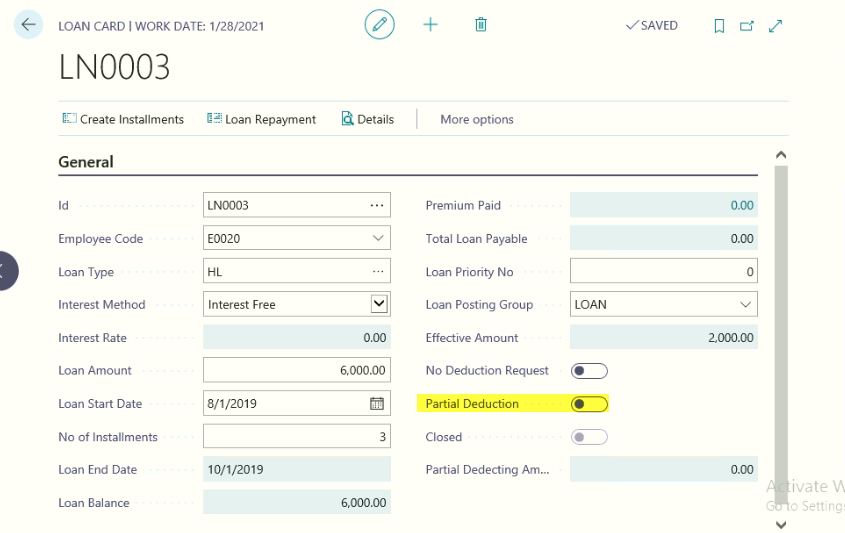 LOAN CARD | WORK DATE: 1/28/2021
SAVED
LN0003
Create Installments Loan Repayment Details More options
General
Id LN0003
Employee Code E0020
Loan Type HL
Interest Method Interest Free
Interest Rate 0.00
Loan Amount 6,000.00
Loan Start Date 8/1/2019
No of Installments 3
Loan End Date 10/1/2019
Loan Balance 6,000.00
Premium Paid 0.00
Total Loan Payable 0.00
Loan Priority No 0
Loan Posting Group LOAN
Effective Amount 2,000.00
No Deduction Request
Partial Deduction
Closed
Partial Dedecting Am... 0.00
Activate W
Go to Settings